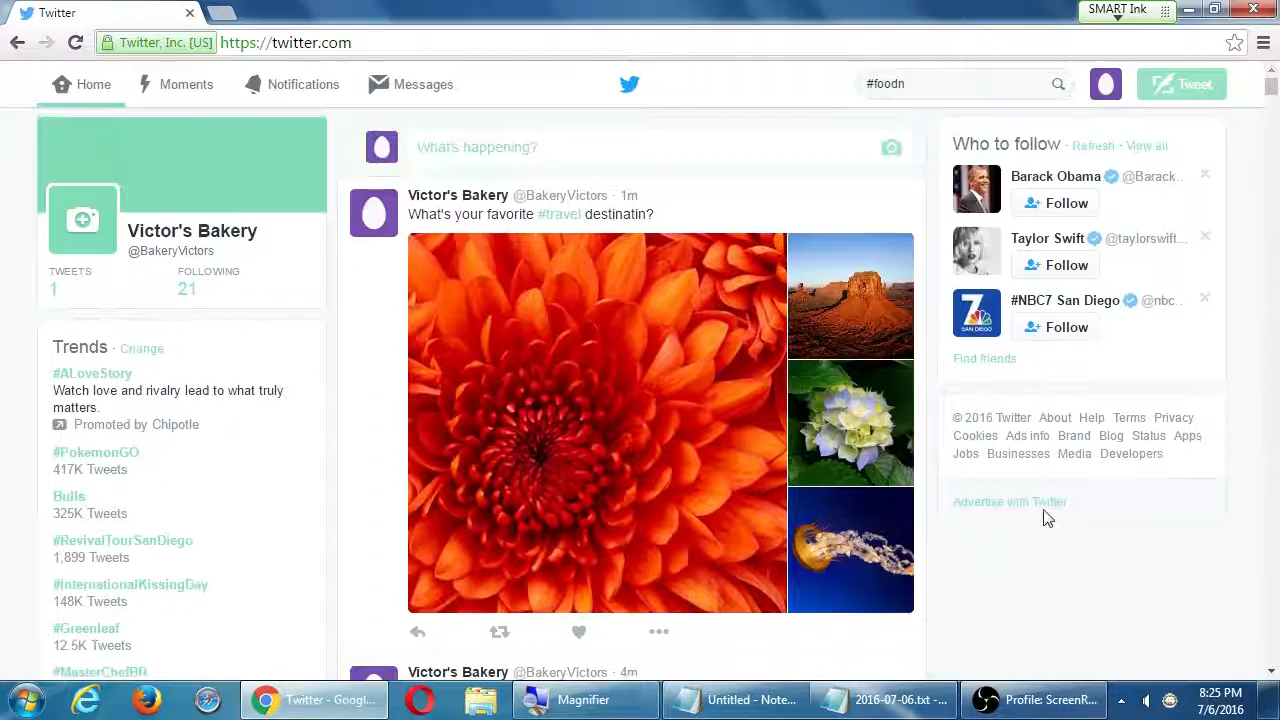 Twitter
SMART Ink
Twitter, Inc. [US] https://twitter.com
Home Moments Notifications Messages #foodn Tweet
Victor's Bakery
@BakeryVictors
TWEETS FOLLOWING
1 21
Trends · Change
#ALoveStory
Watch love and rivalry lead to what truly
matters.
Promoted by Chipotle
#PokemonGO
417K Tweets
Bulls
325K Tweets
#RevivalTourSanDiego
1,899 Tweets
#InternationalKissingDay
148K Tweets
#Greenleaf
12.5K Tweets
#MasterChefBR
What's happening?
Victor's Bakery @BakeryVictors · 1m
What's your favorite #travel destinatin?
Victor's Bakery @BakeryVictors · 4m
Who to follow · Refresh · View all
Barack Obama @Barack..
Follow
Taylor Swift @taylorswift...
Follow
#NBC7 San Diego @nbc..
Follow
7
SAN DIEGO
Find friends
© 2016 Twitter About Help Terms Privacy
Cookies Ads info Brand Blog Status Apps
Jobs Businesses Media Developers
Advertise with Twitter
Twitter - Googl...
Magnifier
Untitled - Note...
2016-07-06.txt -...
Profile: ScreenR...
8:25 PM
7/6/2016